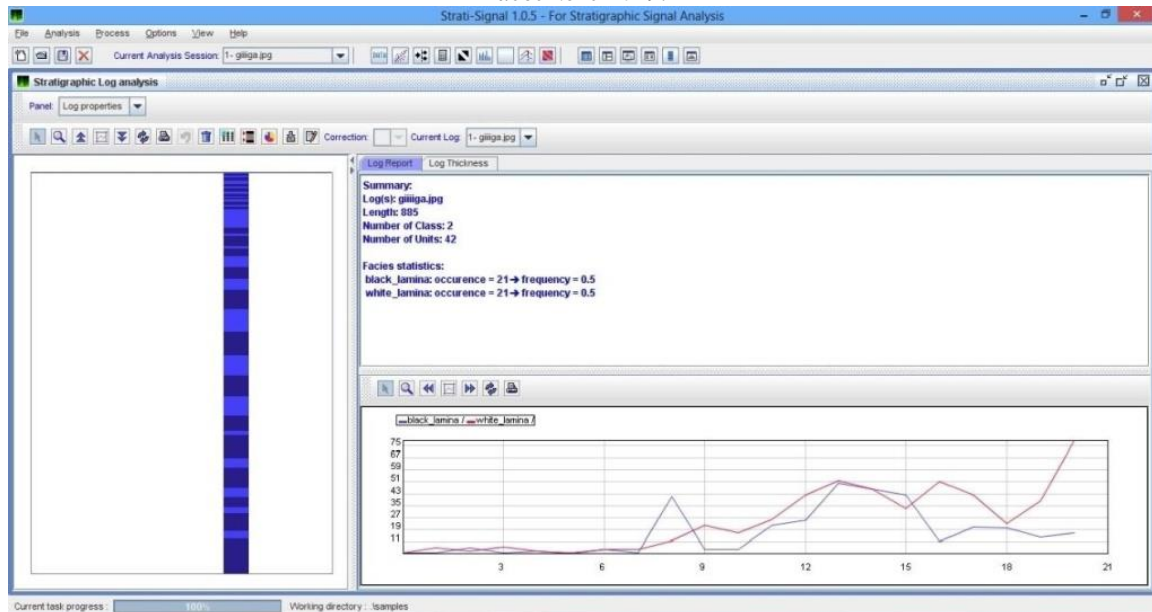 Strati-Signal 1.0.5 - For Stratigraphic Signal Analysis
File Analysis Process Options View Help
Current Analysis Session: 1- giiiga.jpg
Stratigraphic Log analysis
Panel: Log properties
Correction: Current Log: 1- giiiga.jpg
Log Report Log Thickness
Summary:
Log(s): giiiiga.jpg
Length: 885
Number of Class: 2
Number of Units: 42
Facies statistics:
black_lamina: occurence = 21➔ frequency = 0.5
white_lamina: occurence = 21➔ frequency = 0.5
black_lamina / white_lamina /
75
67
59
51
43
35
27
19
11
3 6 9 12 15 18 21
Current task progress : 100% Working directory : .\samples